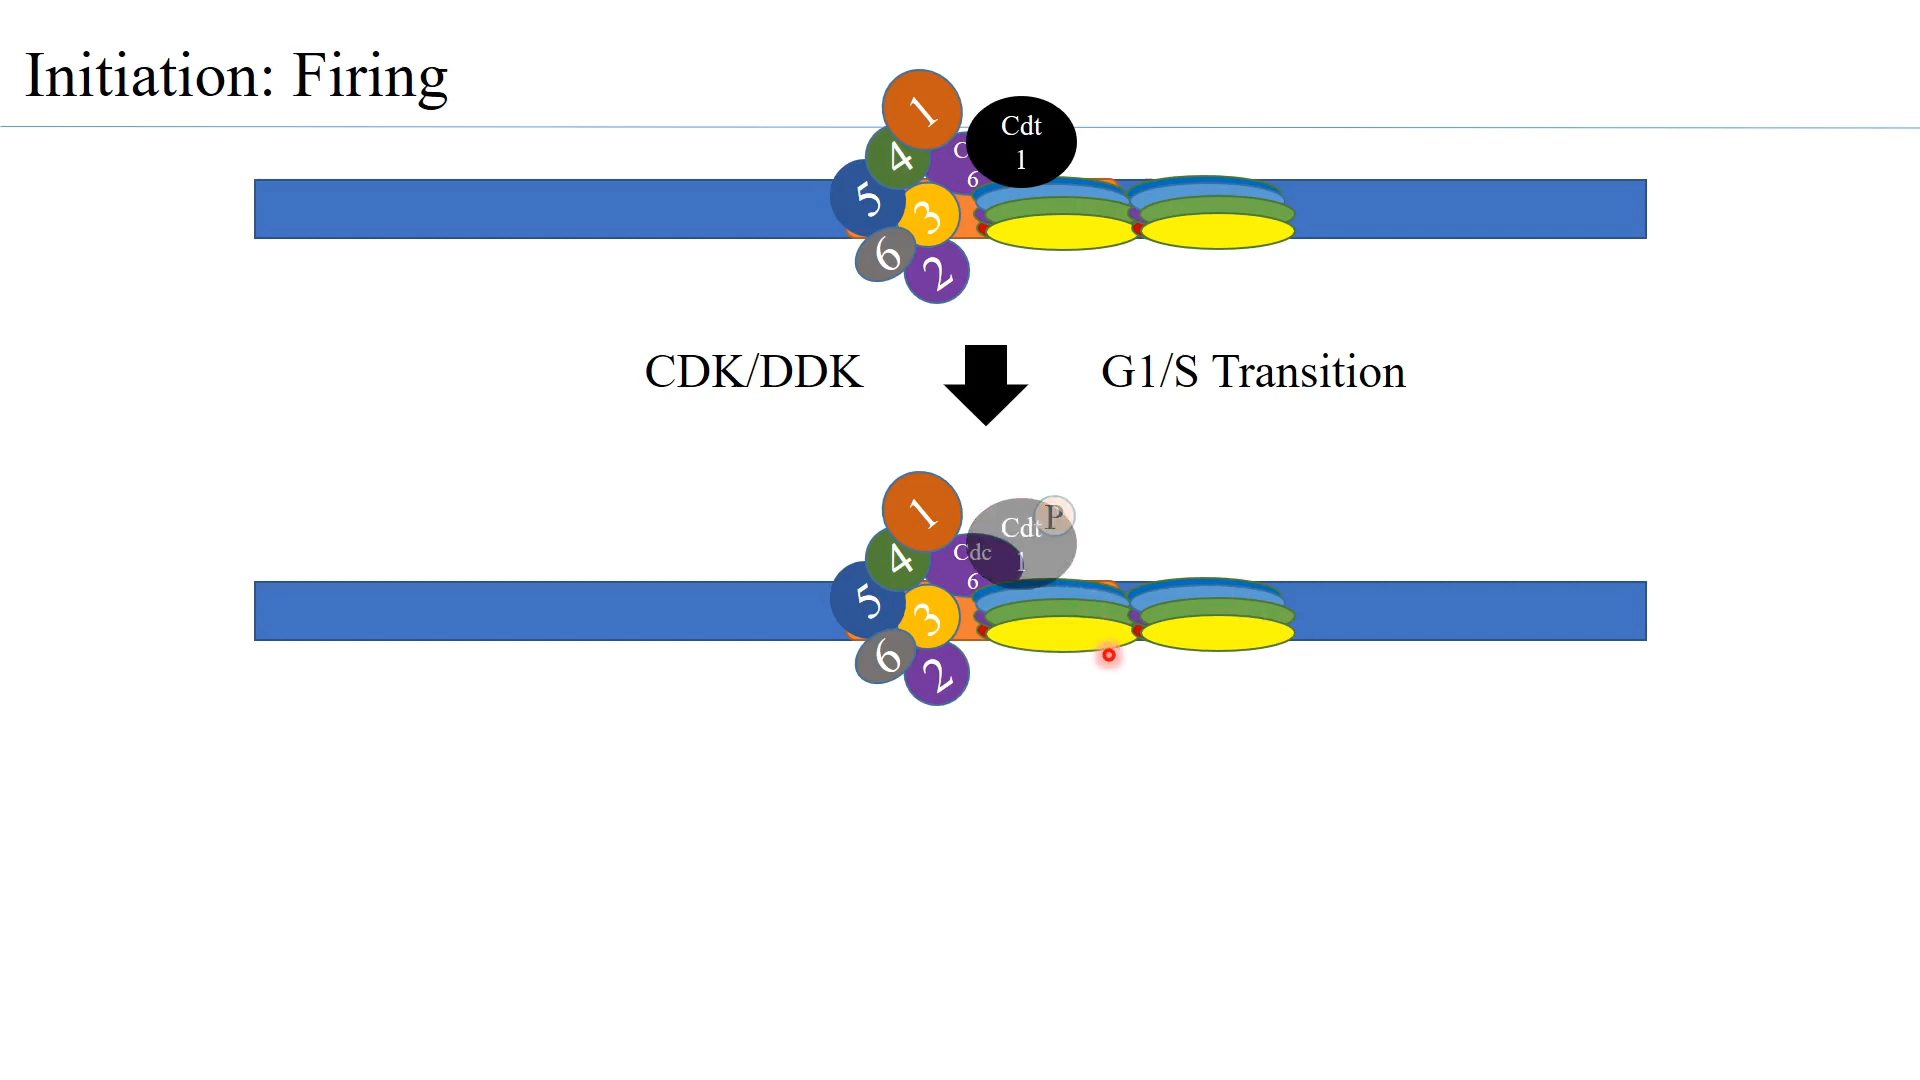 Initiation: Firing
1
Cdt
1
4
C
6
5
3
6
2
CDK/DDK
G1/S Transition
1
P
Cdt
1
4
Cdc
6
5
3
6
2